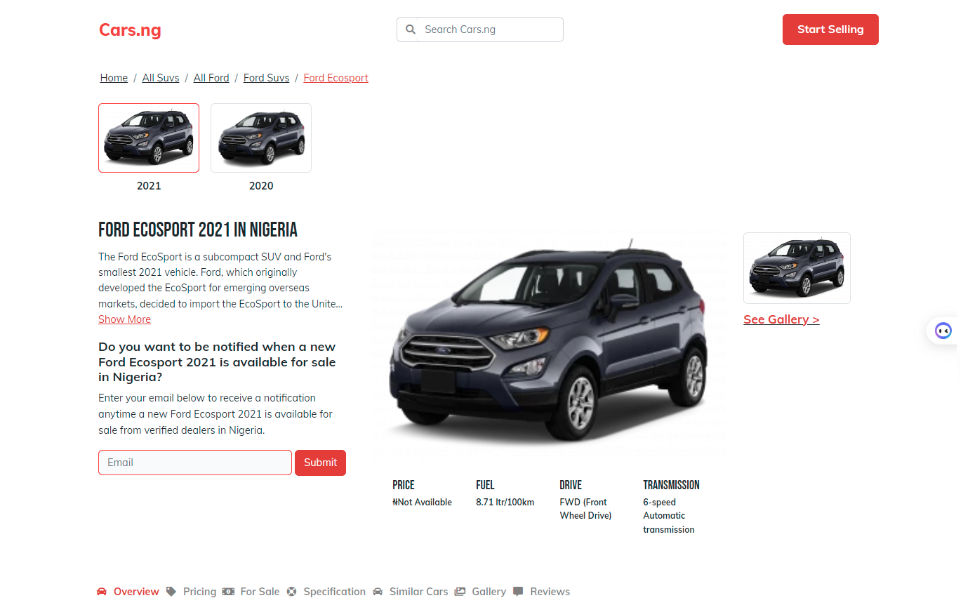 Cars.ng
Search Cars.ng
Start Selling
Home / All Suvs / All Ford / Ford Suvs / Ford Ecosport
2021
2020
FORD ECOSPORT 2021 IN NIGERIA
The Ford EcoSport is a subcompact SUV and Ford's
smallest 2021 vehicle. Ford, which originally
developed the EcoSport for emerging overseas
markets, decided to import the EcoSport to the Unite...
Show More
Do you want to be notified when a new
Ford Ecosport 2021 is available for sale
in Nigeria?
Enter your email below to receive a notification
anytime a new Ford Ecosport 2021 is available for
sale from verified dealers in Nigeria.
Email
Submit
See Gallery >
PRICE
₦Not Available
FUEL
8.71 ltr/100km
DRIVE
FWD (Front
Wheel Drive)
TRANSMISSION
6-speed
Automatic
transmission
Overview Pricing For Sale Specification Similar Cars Gallery Reviews